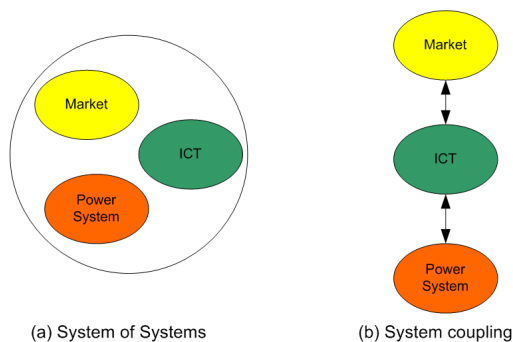 Market
ICT
Power
System
(a) System of Systems
Market
ICT
Power
System
(b) System coupling